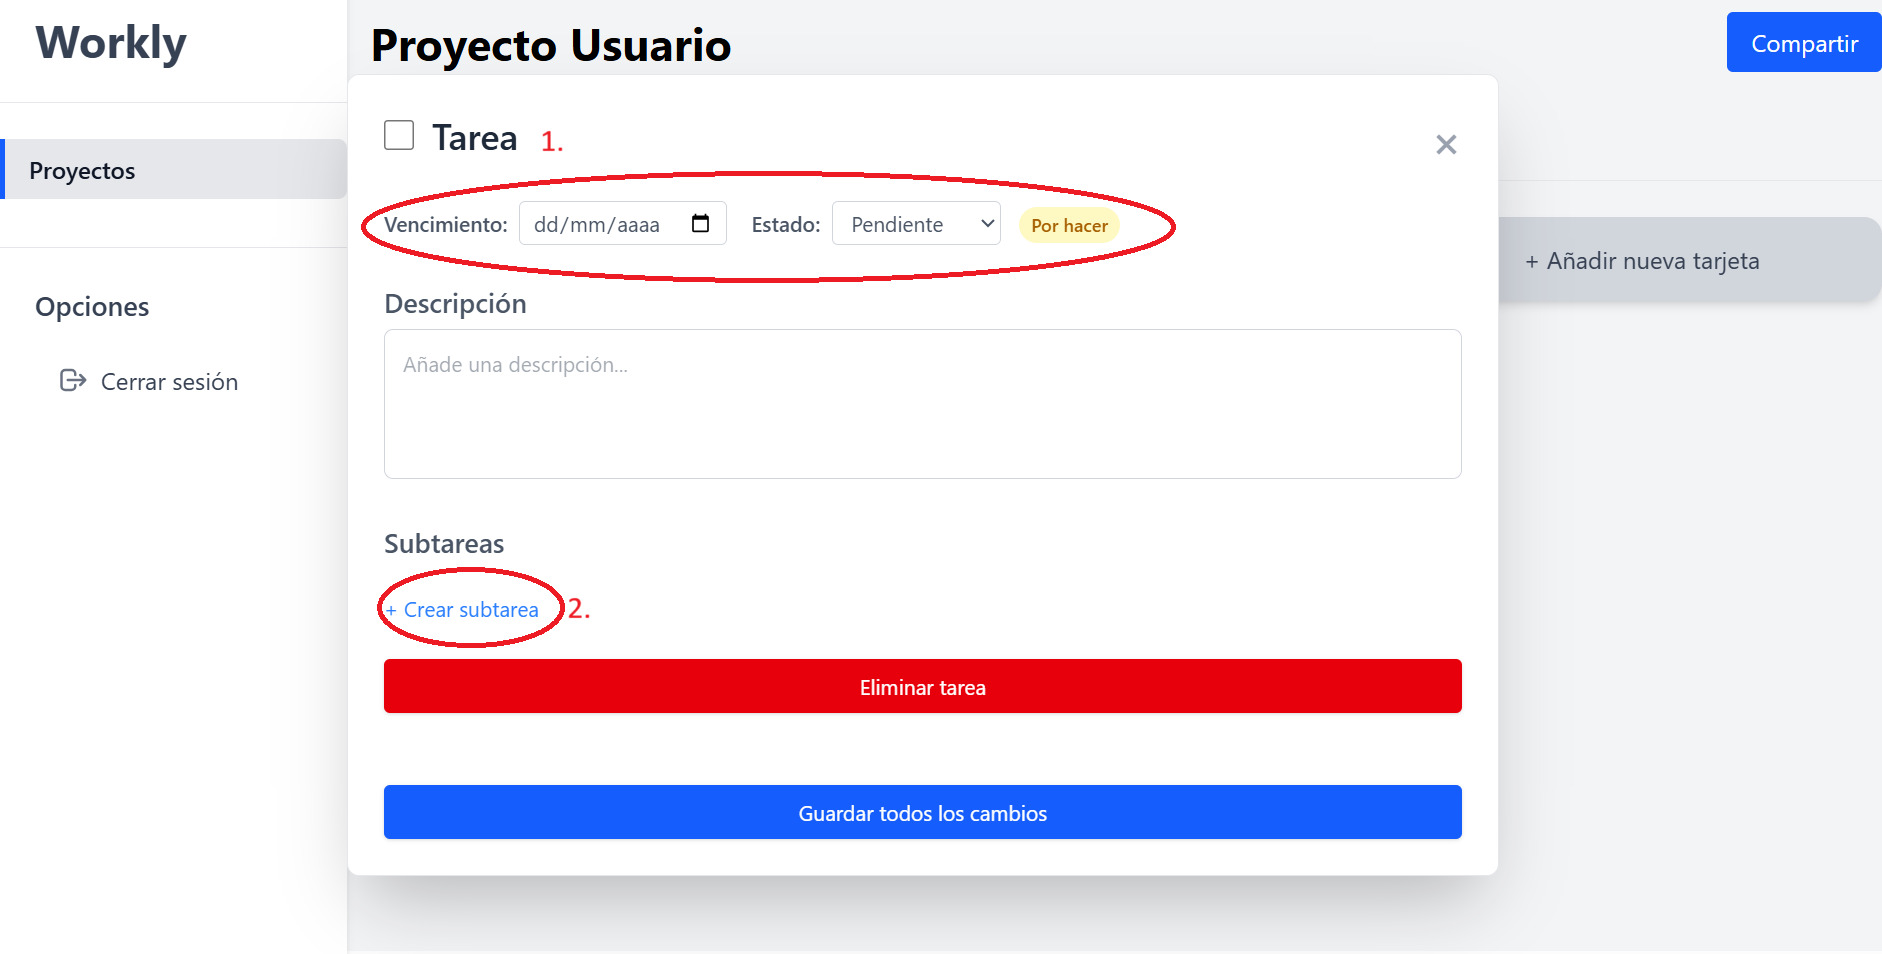 Workly
Proyectos
Opciones
Cerrar sesión
Proyecto Usuario
Compartir
Tarea 1.
Vencimiento: dd/mm/aaaa Estado: Pendiente Por hacer
+ Añadir nueva tarjeta
Descripción
Añade una descripción...
Subtareas
+ Crear subtarea 2.
Eliminar tarea
Guardar todos los cambios